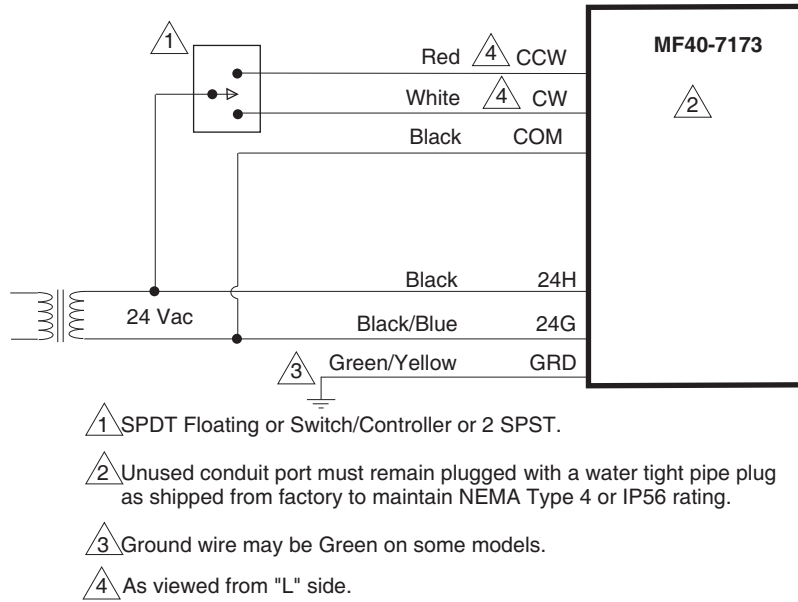 1
Red 4 CCW
MF40-7173
White 4 CW
2
Black COM
Black 24H
24 Vac
Black/Blue 24G
3 Green/Yellow GRD
1 SPDT Floating or Switch/Controller or 2 SPST.
2 Unused conduit port must remain plugged with a water tight pipe plug
as shipped from factory to maintain NEMA Type 4 or IP56 rating.
3 Ground wire may be Green on some models.
4 As viewed from "L" side.